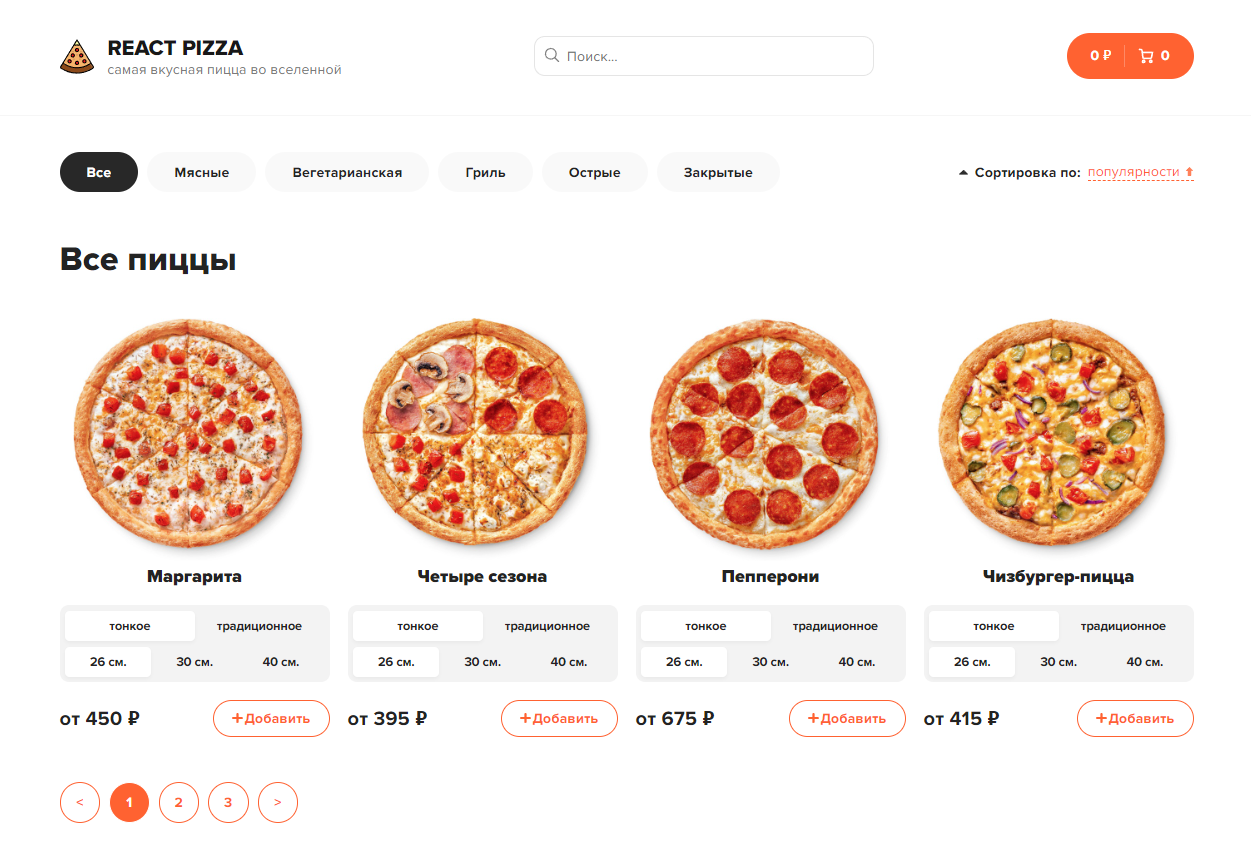 REACT PIZZA
самая вкусная пицца во вселенной
Поиск...
0 ₽ 0
Все Мясные Вегетарианская Гриль Острые Закрытые
Сортировка по: популярности ⬆
Все пиццы
Маргарита Четыре сезона Пепперони Чизбургер-пицца
тонкое традиционное тонкое традиционное тонкое традиционное тонкое традиционное
26 см. 30 см. 40 см. 26 см. 30 см. 40 см. 26 см. 30 см. 40 см. 26 см. 30 см. 40 см.
от 450 ₽ +Добавить от 395 ₽ +Добавить от 675 ₽ +Добавить от 415 ₽ +Добавить
< 1 2 3 >